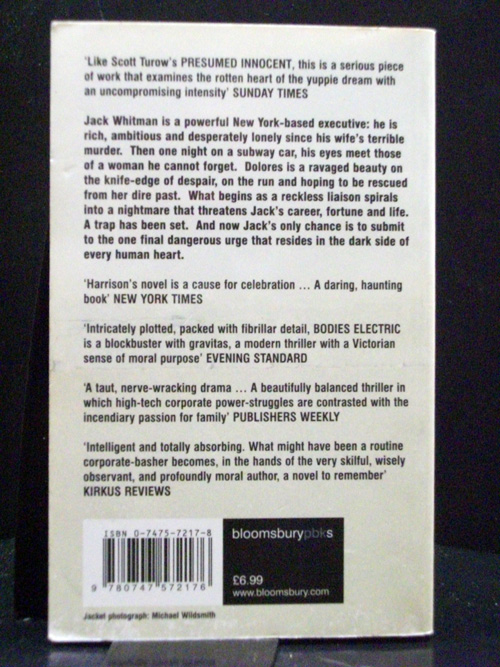 'Like Scott Turow's PRESUMED INNOCENT, this is a serious piece
of work that examines the rotten heart of the yuppie dream with
an uncompromising intensity' SUNDAY TIMES
Jack Whitman is a powerful New York-based executive: he is
rich, ambitious and desperately lonely since his wife's terrible
murder. Then one night on a subway car, his eyes meet those
of a woman he cannot forget. Dolores is a ravaged beauty on
the knife-edge of despair, on the run and hoping to be rescued
from her dire past. What begins as a reckless liaison spirals
into a nightmare that threatens Jack's career, fortune and life.
A trap has been set. And now Jack's only chance is to submit
to the one final dangerous urge that resides in the dark side of
every human heart.
'Harrison's novel is a cause for celebration ... A daring, haunting
book' NEW YORK TIMES
'Intricately plotted, packed with fibrillar detail, BODIES ELECTRIC
is a blockbuster with gravitas, a modern thriller with a Victorian
sense of moral purpose' EVENING STANDARD
'A taut, nerve-wracking drama ... A beautifully balanced thriller in
which high-tech corporate power-struggles are contrasted with the
incendiary passion for family' PUBLISHERS WEEKLY
'Intelligent and totally absorbing. What might have been a routine
corporate-basher becomes, in the hands of the very skilful, wisely
observant, and profoundly moral author, a novel to remember'
KIRKUS REVIEWS
ISBN 0-7475-7217-8
9 780747 572176
bloomsburypbks
£6.99
www.bloomsbury.com
Jacket photograph: Michael Wildsmith